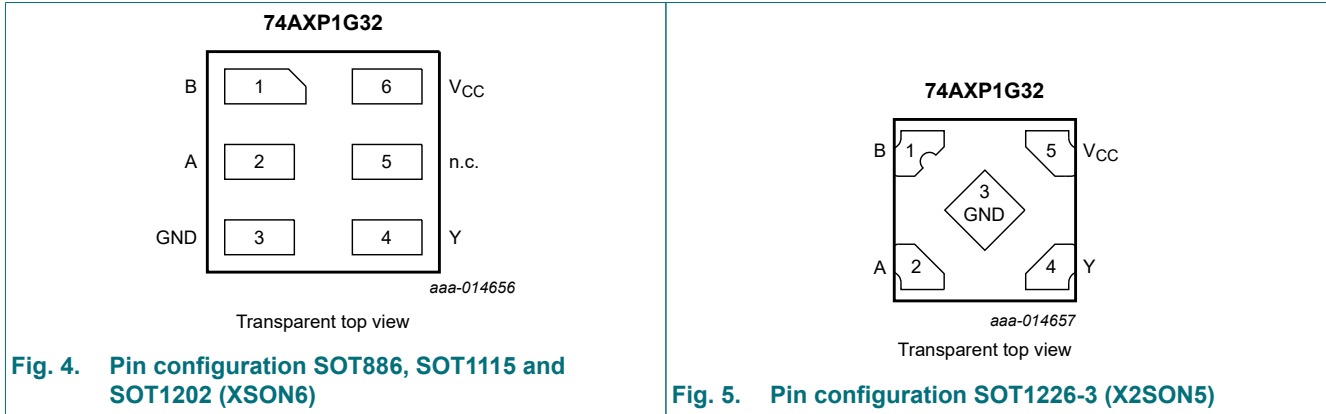 74AXP1G32
B 1 6 VCC
A 2 5 n.c.
GND 3 4 Y
aaa-014656
Transparent top view
Fig. 4. Pin configuration SOT886, SOT1115 and
SOT1202 (XSON6)
74AXP1G32
B 1 5 VCC
3
GND
A 2 4 Y
aaa-014657
Transparent top view
Fig. 5. Pin configuration SOT1226-3 (X2SON5)